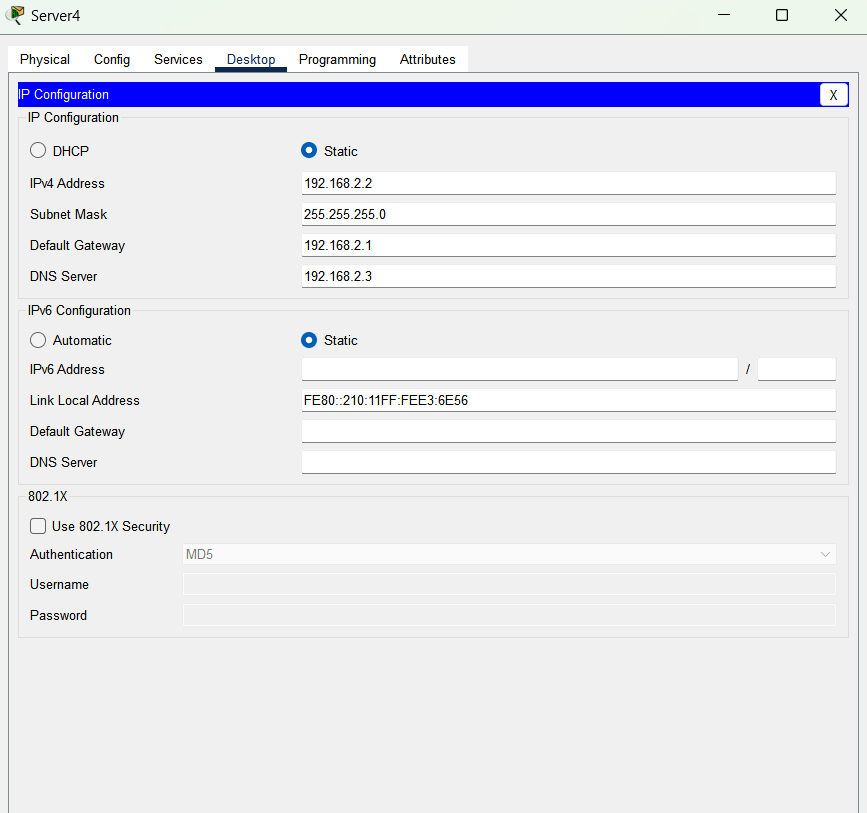 Server4
Physical Config Services Desktop Programming Attributes
IP Configuration X
IP Configuration
DHCP Static
IPv4 Address 192.168.2.2
Subnet Mask 255.255.255.0
Default Gateway 192.168.2.1
DNS Server 192.168.2.3
IPv6 Configuration
Automatic Static
IPv6 Address /
Link Local Address FE80::210:11FF:FEE3:6E56
Default Gateway
DNS Server
802.1X
Use 802.1X Security
Authentication MD5
Username
Password